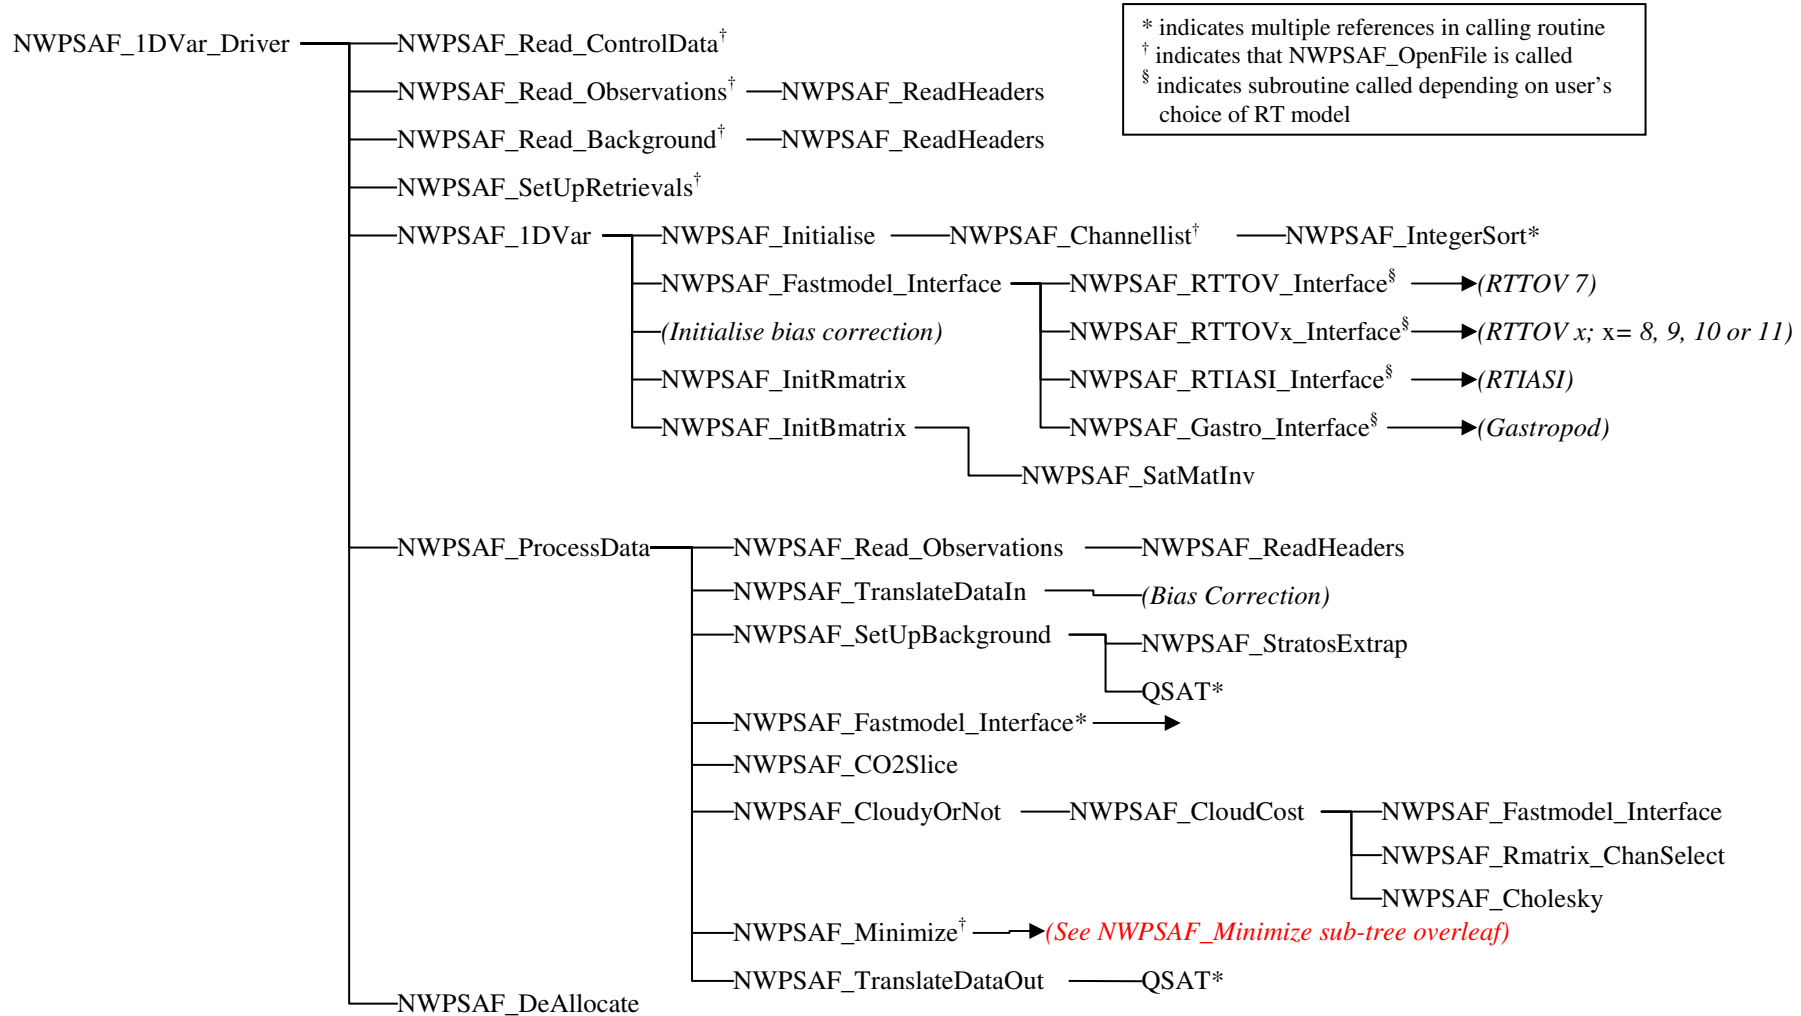 * indicates multiple references in calling routine
† indicates that NWPSAF_OpenFile is called
§ indicates subroutine called depending on user's
choice of RT model
NWPSAF_1DVar_Driver NWPSAF_Read_ControlData†
NWPSAF_Read_Observations† NWPSAF_ReadHeaders
NWPSAF_Read_Background† NWPSAF_ReadHeaders
NWPSAF_SetUpRetrievals†
NWPSAF_1DVar NWPSAF_Initialise NWPSAF_Channellist† NWPSAF_IntegerSort*
NWPSAF_Fastmodel_Interface NWPSAF_RTTOV_Interface§ (RTTOV 7)
(Initialise bias correction) NWPSAF_RTTOVx_Interface§ (RTTOV x; x= 8, 9, 10 or 11)
NWPSAF_InitRmatrix NWPSAF_RTIASI_Interface§ (RTIASI)
NWPSAF_InitBmatrix NWPSAF_Gastro_Interface§ (Gastropod)
NWPSAF_SatMatInv
NWPSAF_ProcessData NWPSAF_Read_Observations NWPSAF_ReadHeaders
NWPSAF_TranslateDataIn (Bias Correction)
NWPSAF_SetUpBackground NWPSAF_StratosExtrap
QSAT*
NWPSAF_Fastmodel_Interface*
NWPSAF_CO2Slice
NWPSAF_CloudyOrNot NWPSAF_CloudCost NWPSAF_Fastmodel_Interface
NWPSAF_Rmatrix_ChanSelect
NWPSAF_Cholesky
NWPSAF_Minimize† (See NWPSAF_Minimize sub-tree overleaf)
NWPSAF_TranslateDataOut QSAT*
NWPSAF_DeAllocate